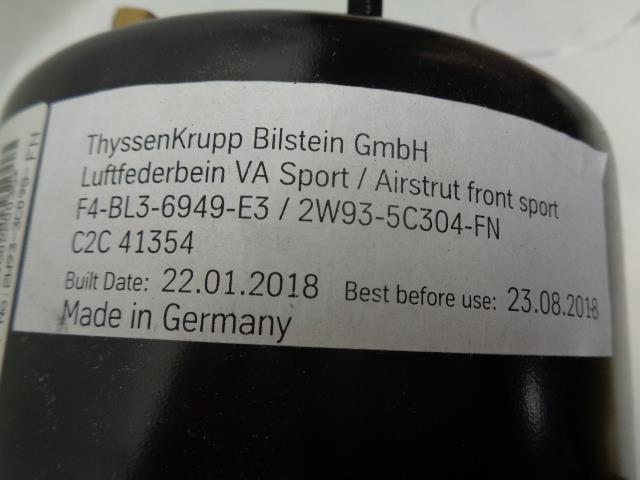 ThyssenKrupp Bilstein GmbH
Luftfederbein VA Sport / Airstrut front sport
F4-BL3-6949-E3 / 2W93-5C304-FN
C2C 41354
Built Date: 22.01.2018 Best before use: 23.08.2018
Made in Germany